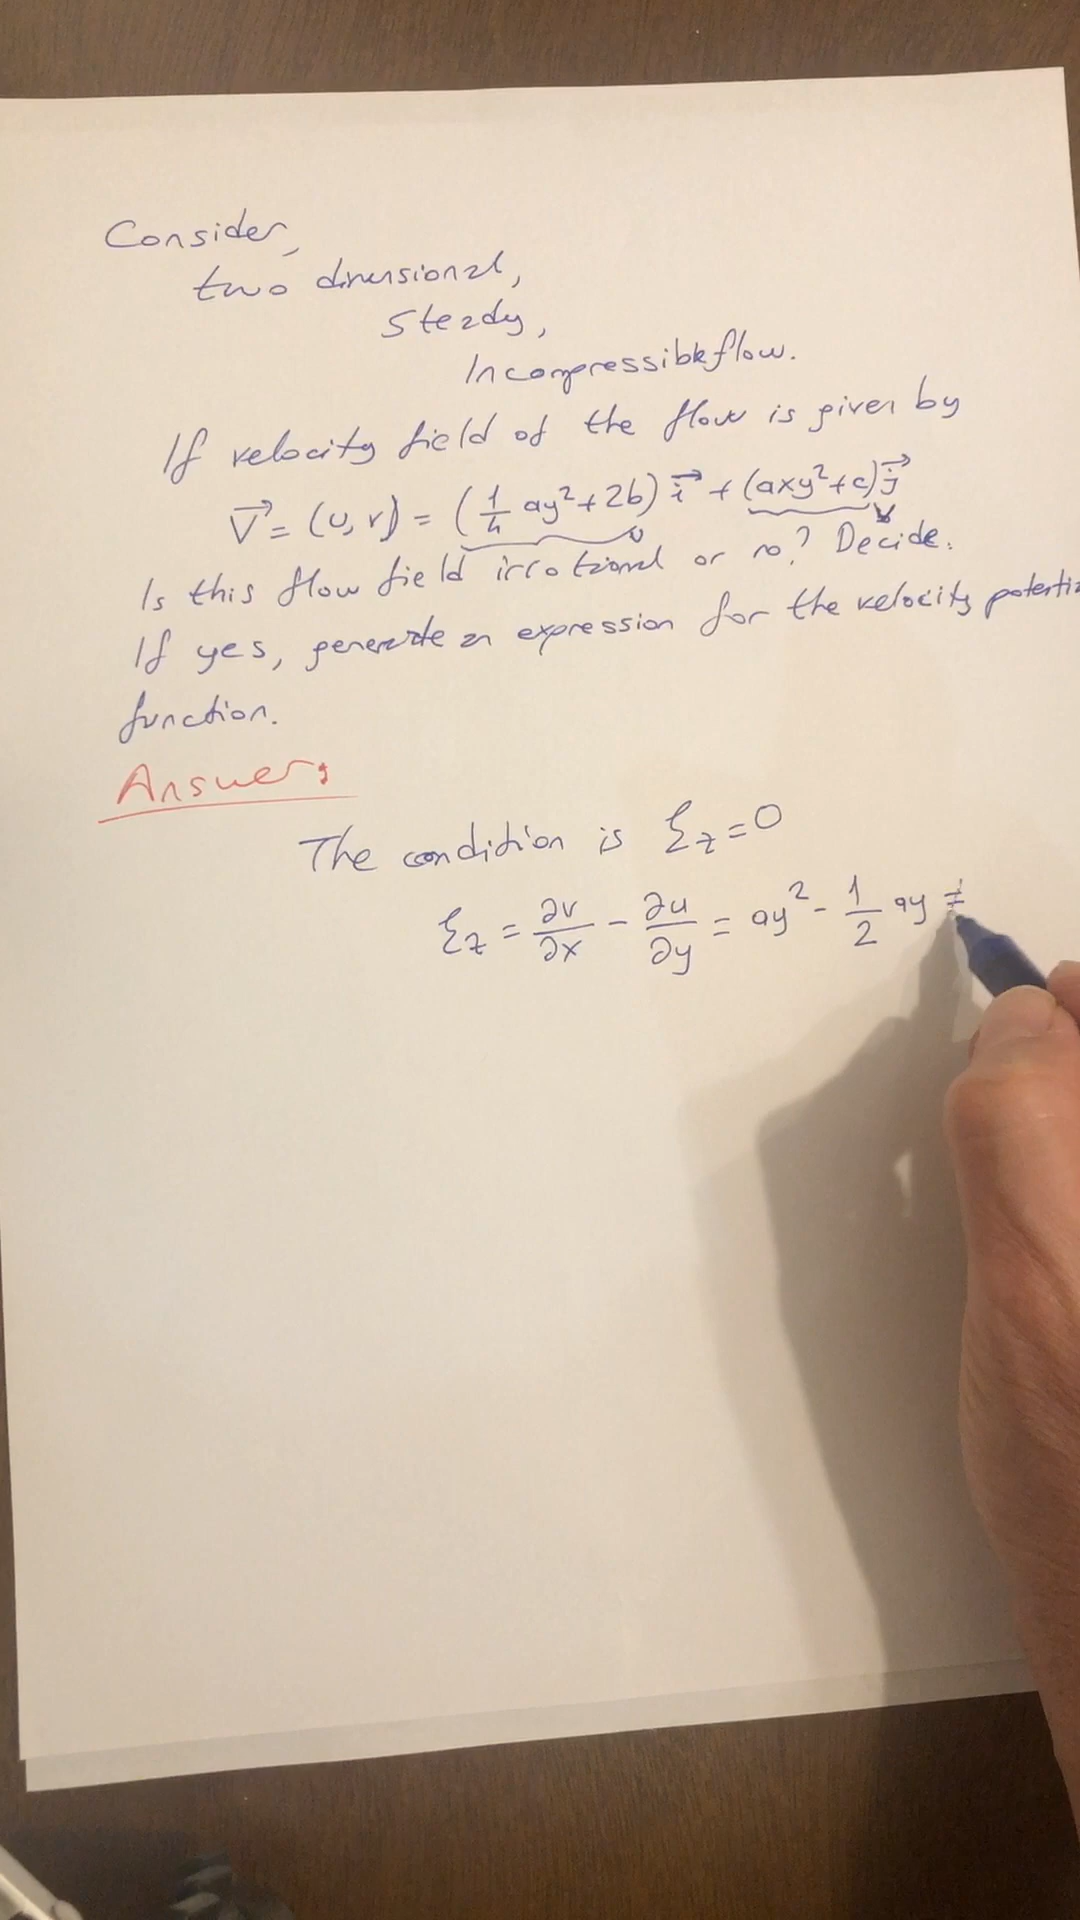 Consider,
two dimensional,
Steady,
Incompressible flow.
If velocity field of the flow is given by
V⃗ = (u, v) = (1/4 ay² + 2b) i⃗ + (axy² + c) j⃗
u v
Is this flow field irrotional or no? Decide.
If yes, generate an expression for the velocity potentia
function.
Answer:
The condition is ξz = 0
ξz = ∂v/∂x - ∂u/∂y = ay² - 1/2 ay ≠